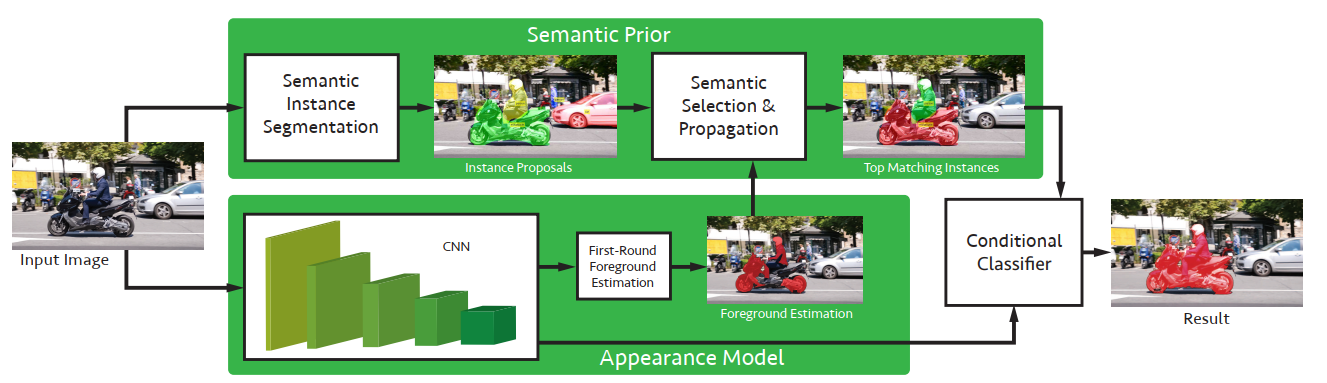 Semantic Prior
Semantic
Instance
Segmentation
Instance Proposals
Semantic
Selection &
Propagation
Top Matching Instances
Input Image
CNN
First-Round
Foreground
Estimation
Foreground Estimation
Appearance Model
Conditional
Classifier
Result